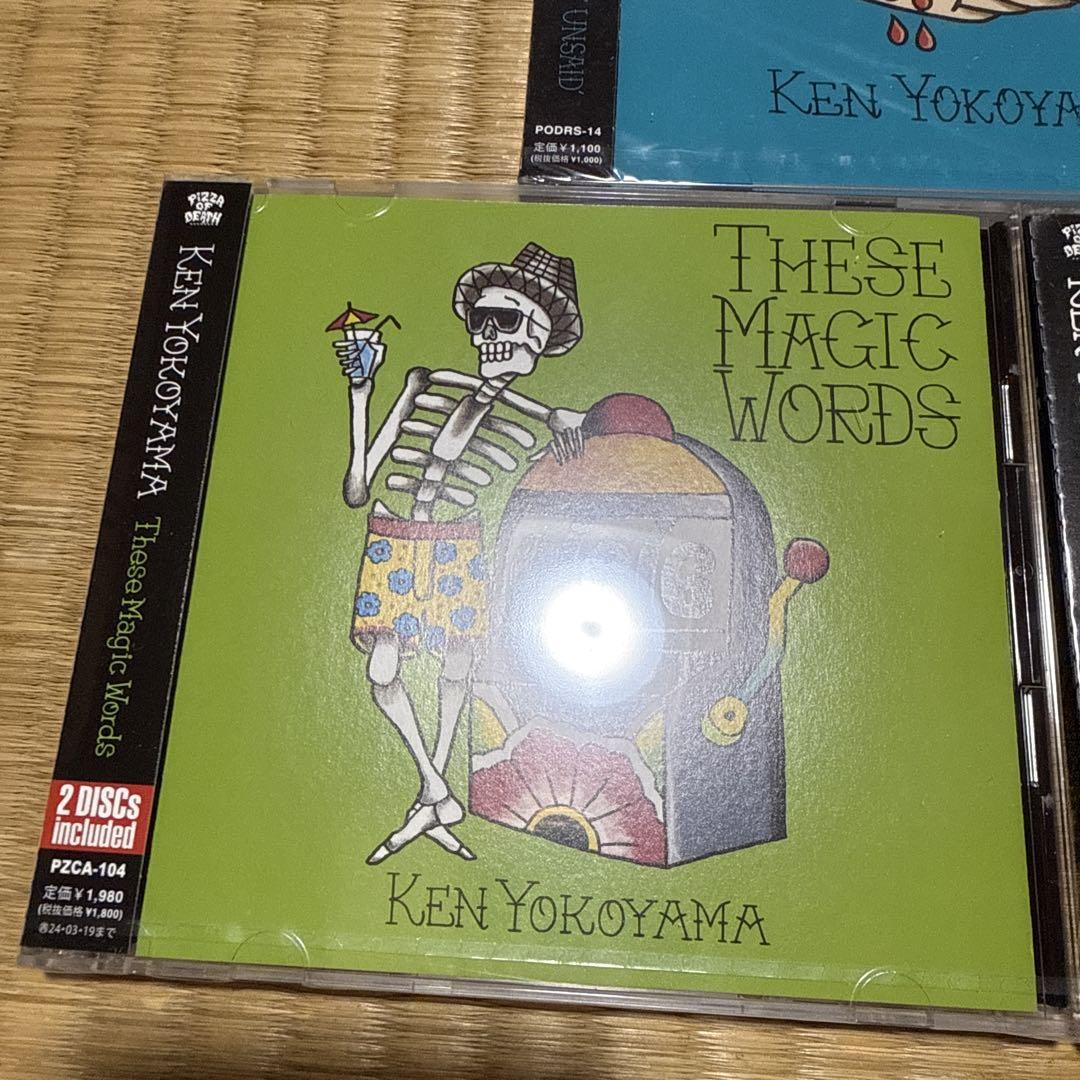 UNSAID
PODRS-14
定価￥1,100
(税抜価格 ¥1,000)
KEN YOKOYA
PIZZA
OF
DEATH
KEN YOKOYAMA These Magic Words
2 DISCs
included
PZCA-104
定価￥1,980
(税抜価格 ¥1,800)
24・03・19まで
THESE
MAGIC
WORDS
KEN YOKOYAMA